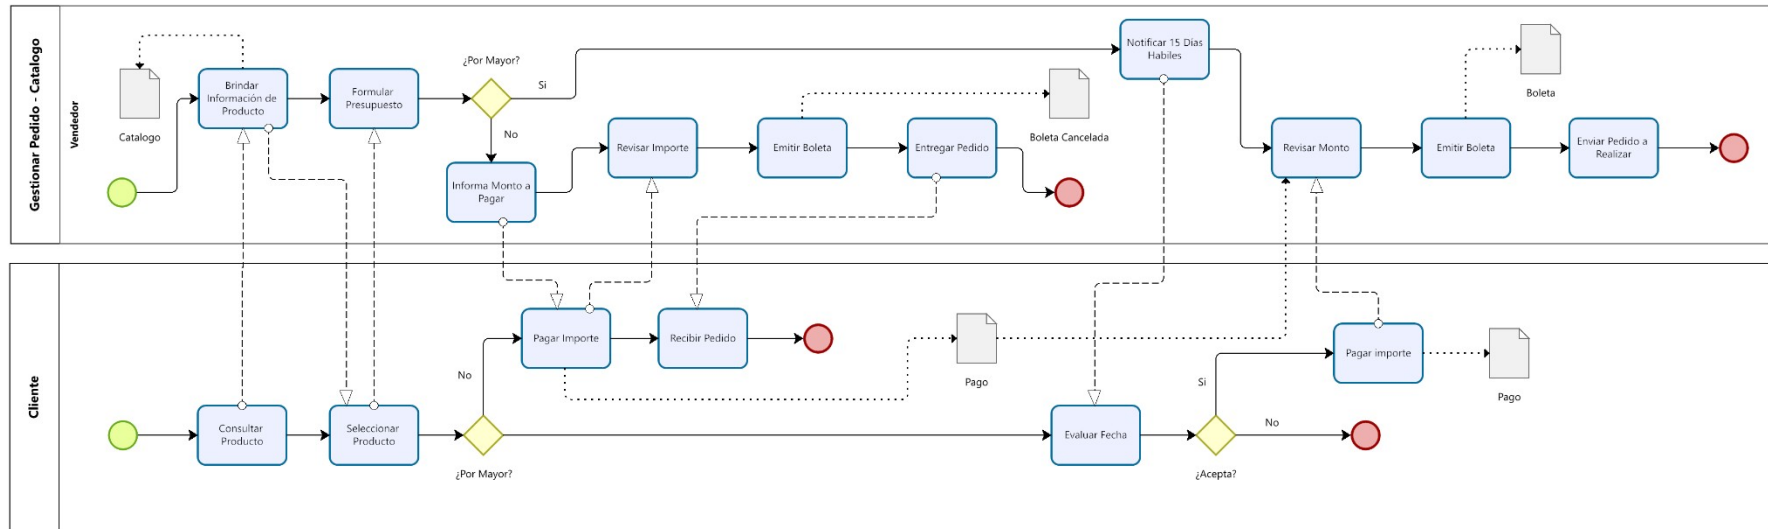 Gestionar Pedido - Catalogo
Vendedor
Catalogo
Brindar
Información de
Producto
Formular
Presupuesto
¿Por Mayor?
Si
No
Informa Monto a
Pagar
Revisar Importe
Emitir Boleta
Boleta Cancelada
Entregar Pedido
Notificar 15 Días
Habiles
Revisar Monto
Boleta
Emitir Boleta
Enviar Pedido a
Realizar
Cliente
Consultar
Producto
Seleccionar
Producto
¿Por Mayor?
No
Pagar Importe
Recibir Pedido
Pago
Evaluar Fecha
¿Acepta?
Si
No
Pagar importe
Pago